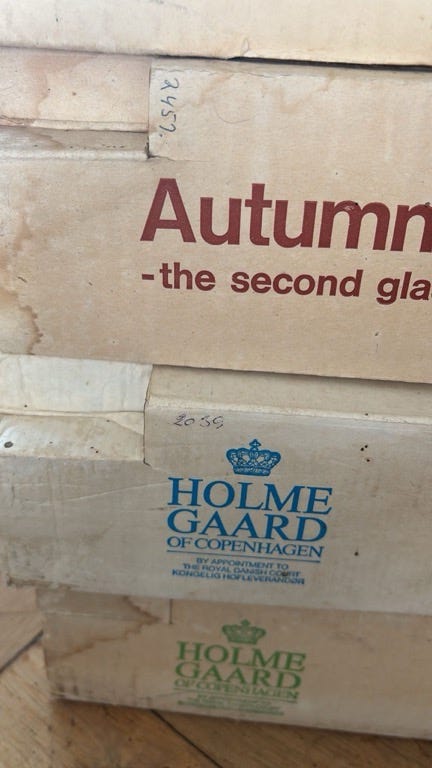 2457
Autumn
-the second gla
2039
HOLME
GAARD
OF COPENHAGEN
BY APPOINTMENT TO
THE ROYAL DANISH COURT
KONGELIG HOFLEVERANDØR
HOLME
GAARD
OF COPENHAGEN